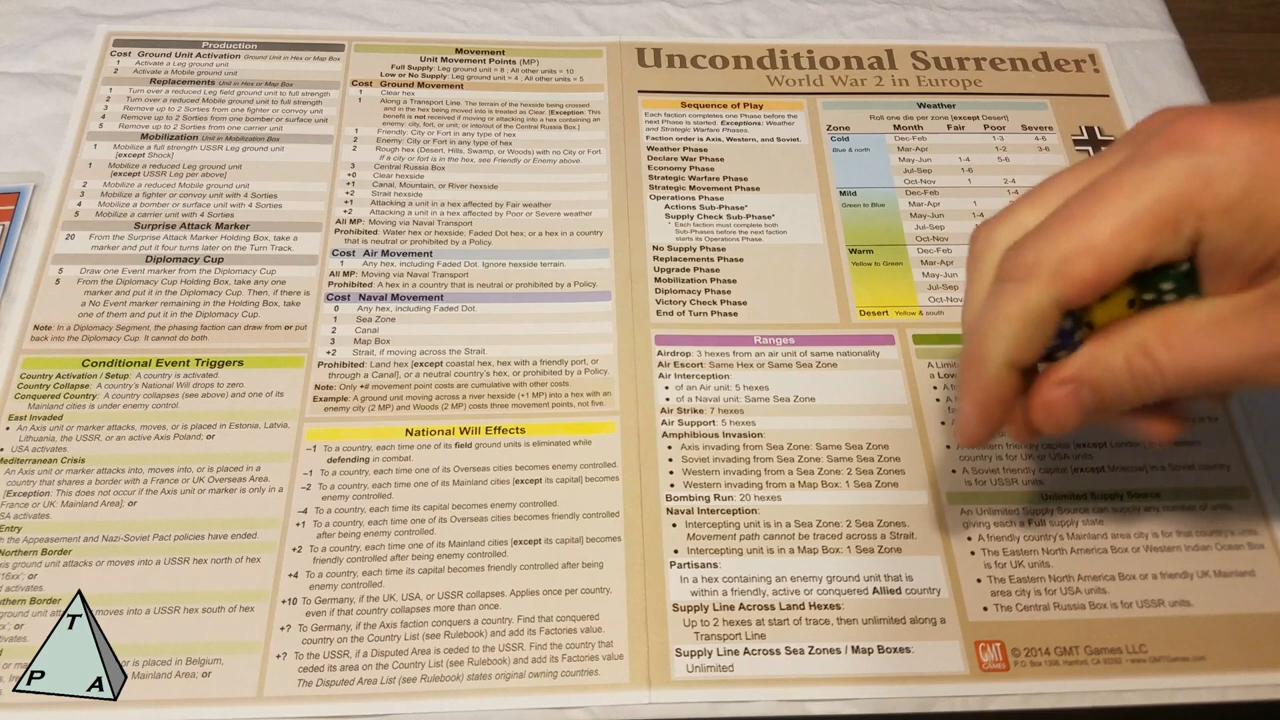 Production
Cost Ground Unit Activation Ground Unit in Hex or Map Box
1 Activate a Leg ground unit
2 Activate a Mobile ground unit
Replacements Unit in Hex or Map Box
1 Turn over a reduced Leg field ground unit to full strength
2 Turn over a reduced Mobile ground unit to full strength
3 Remove up to 2 Sorties from one fighter or convoy unit
4 Remove up to 2 Sorties from one bomber or surface unit
5 Remove up to 2 Sorties from one carrier unit
Mobilization Unit in Mobilization Box
1 Mobilize a full strength USSR Leg ground unit
[except Shock]
1 Mobilize a reduced Leg ground unit
[except USSR Leg per above]
2 Mobilize a reduced Mobile ground unit
3 Mobilize a fighter or convoy unit with 4 Sorties
4 Mobilize a bomber or surface unit with 4 Sorties
5 Mobilize a carrier unit with 4 Sorties
Surprise Attack Marker
20 From the Surprise Attack Marker Holding Box, take a
marker and put it four turns later on the Turn Track.
Diplomacy Cup
5 Draw one Event marker from the Diplomacy Cup
5 From the Diplomacy Cup Holding Box, take any one
marker and put it in the Diplomacy Cup. Then, if there is
a No Event marker remaining in the Holding Box, take
one of them and put it in the Diplomacy Cup.
Note: In a Diplomacy Segment, the phasing faction can draw from or put
back into the Diplomacy Cup. It cannot do both.
Conditional Event Triggers
Country Activation / Setup: A country is activated.
Country Collapse: A country's National Will drops to zero.
Conquered Country: A country collapses (see above) and one of its
Mainland cities is under enemy control.
East Invaded
• An Axis unit or marker attacks, moves, or is placed in Estonia, Latvia,
Lithuania, the USSR, or an active Axis Poland; or
• USA activates.
Mediterranean Crisis
An Axis unit or marker attacks into, moves into, or is placed in a
country that shares a border with a France or UK Overseas Area.
[Exception: This does not occur if the Axis unit or marker is only in a
France or UK: Mainland Area]; or
SA activates.
Entry
the Appeasement and Nazi-Soviet Pact policies have ended.
Northern Border
ground unit attacks or moves into a USSR hex north of hex
16xx'; or
activates.
Border
moves into a USSR hex south of hex
or
is placed in Belgium,
Mainland Area; or
Movement
Unit Movement Points (MP)
Full Supply: Leg ground unit = 8 ; All other units = 10
Low or No Supply: Leg ground unit = 4 ; All other units = 5
Cost Ground Movement
1 Clear hex
1 Along a Transport Line. The terrain of the hexside being crossed
and in the hex being moved into is treated as Clear. [Exception: This
benefit is not received if moving or attacking into a hex containing an
enemy city, fort, or unit; or into/out of the Central Russia Box.]
1 Friendly: City or Fort in any type of hex
2 Enemy: City or Fort in any type of hex
2 Rough hex (Desert, Hills, Swamp, or Woods) with no City or Fort.
If a city or fort is in the hex, see Friendly or Enemy above.
3 Central Russia Box
+0 Clear hexside
+1 Canal, Mountain, or River hexside
+2 Strait hexside
+1 Attacking a unit in a hex affected by Fair weather
+2 Attacking a unit in a hex affected by Poor or Severe weather
All MP: Moving via Naval Transport
Prohibited: Water hex or hexside; Faded Dot hex; or a hex in a country
that is neutral or prohibited by a Policy.
Cost Air Movement
1 Any hex, including Faded Dot. Ignore hexside terrain.
All MP: Moving via Naval Transport
Prohibited: A hex in a country that is neutral or prohibited by a Policy.
Cost Naval Movement
0 Any hex, including Faded Dot.
1 Sea Zone
2 Canal
3 Map Box
+2 Strait, if moving across the Strait.
Prohibited: Land hex [except coastal hex, hex with a friendly port, or
through a Canal], or a neutral country's hex, or prohibited by a Policy.
Note: Only +# movement point costs are cumulative with other costs.
Example: A ground unit moving across a river hexside (+1 MP) into a hex with an
enemy city (2 MP) and Woods (2 MP) costs three movement points, not five.
National Will Effects
–1 To a country, each time one of its field ground units is eliminated while
defending in combat.
–1 To a country, each time one of its Overseas cities becomes enemy controlled.
–2 To a country, each time one of its Mainland cities [except its capital] becomes
enemy controlled.
–4 To a country, each time its capital becomes enemy controlled.
+1 To a country, each time one of its Overseas cities becomes friendly controlled
after being enemy controlled.
+2 To a country, each time one of its Mainland cities [except its capital] becomes
friendly controlled after being enemy controlled.
+4 To a country, each time its capital becomes friendly controlled after being
enemy controlled.
+10 To Germany, if the UK, USA, or USSR collapses. Applies once per country,
even if that country collapses more than once.
+? To Germany, if the Axis faction conquers a country. Find that conquered
country on the Country List (see Rulebook) and add its Factories value.
+? To the USSR, if a Disputed Area is ceded to the USSR. Find the country that
ceded its area on the Country List (see Rulebook) and add its Factories value
The Disputed Area List (see Rulebook) states original owning countries.
Unconditional Surrender!
World War 2 in Europe
Sequence of Play
Each faction completes one Phase before the
next Phase is started. Exceptions: Weather
and Strategic Warfare Phases.
Faction order is Axis, Western, and Soviet.
Weather Phase
Declare War Phase
Economy Phase
Strategic Warfare Phase
Strategic Movement Phase
Operations Phase
Actions Sub-Phase*
Supply Check Sub-Phase*
* Each faction must complete both
Sub-Phases before the next faction
starts its Operations Phase.
No Supply Phase
Replacements Phase
Upgrade Phase
Mobilization Phase
Diplomacy Phase
Victory Check Phase
End of Turn Phase
Weather
Roll one die per zone [except Desert]
Zone Month Fair Poor Severe
Cold Dec-Feb 1-3 4-6
Blue & north Mar-Apr 1-2 3-6
May-Jun 1-4 5-6
Jul-Sep 1-6
Oct-Nov 1 2-4
Mild Dec-Feb 1-4
Green to Blue Mar-Apr 1
May-Jun 1-4
Jul-Sep
Oct-Nov
Warm Dec-Feb
Yellow to Green Mar-Apr
May-Jun
Jul-Sep
Oct-Nov
Desert Yellow & south
Ranges
Airdrop: 3 hexes from an air unit of same nationality
Air Escort: Same Hex or Same Sea Zone
Air Interception:
• of an Air unit: 5 hexes
• of a Naval unit: Same Sea Zone
Air Strike: 7 hexes
Air Support: 5 hexes
Amphibious Invasion:
• Axis invading from Sea Zone: Same Sea Zone
• Soviet invading from Sea Zone: Same Sea Zone
• Western invading from a Sea Zone: 2 Sea Zones
• Western invading from a Map Box: 1 Sea Zone
Bombing Run: 20 hexes
Naval Interception:
• Intercepting unit is in a Sea Zone: 2 Sea Zones.
Movement path cannot be traced across a Strait.
• Intercepting unit is in a Map Box: 1 Sea Zone
Partisans:
In a hex containing an enemy ground unit that is
within a friendly, active or conquered Allied country
Supply Line Across Land Hexes:
Up to 2 hexes at start of trace, then unlimited along a
Transport Line
Supply Line Across Sea Zones / Map Boxes:
Unlimited
A Limit
a Low
• A
• A
friendly capital [except London]
country is for UK or USA units.
• A Soviet friendly capital [except Moscow] in a Soviet country
is for USSR units.
Unlimited Supply Source
An Unlimited Supply Source can supply any number of units,
giving each a Full supply state
• A friendly country's Mainland area city is for that country's units.
• The Eastern North America Box or Western Indian Ocean Box
is for UK units.
• The Eastern North America Box or a friendly UK Mainland
area city is for USA units.
• The Central Russia Box is for USSR units.
GMT
GAMES
© 2014 GMT Games LLC
P.O. Box 1308, Hanford, CA 93232 • www.GMTGames.com
T
P A